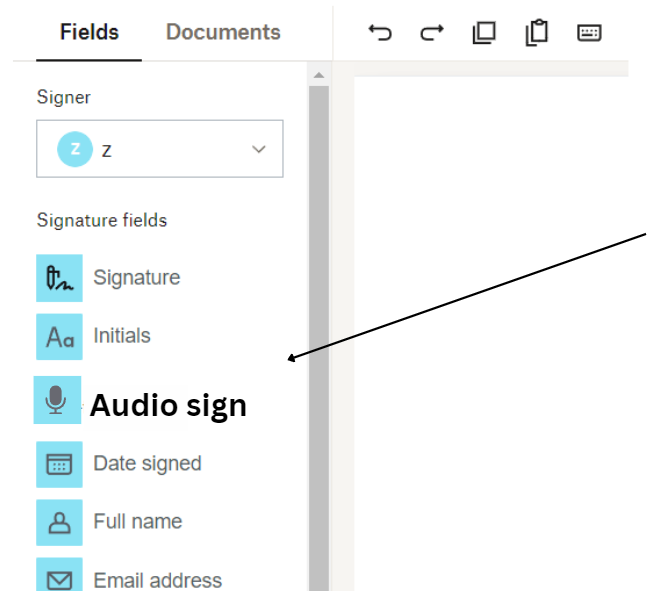 Fields Documents
Signer
z z
Signature fields
Signature
Aa Initials
Audio sign
Date signed
Full name
Email address